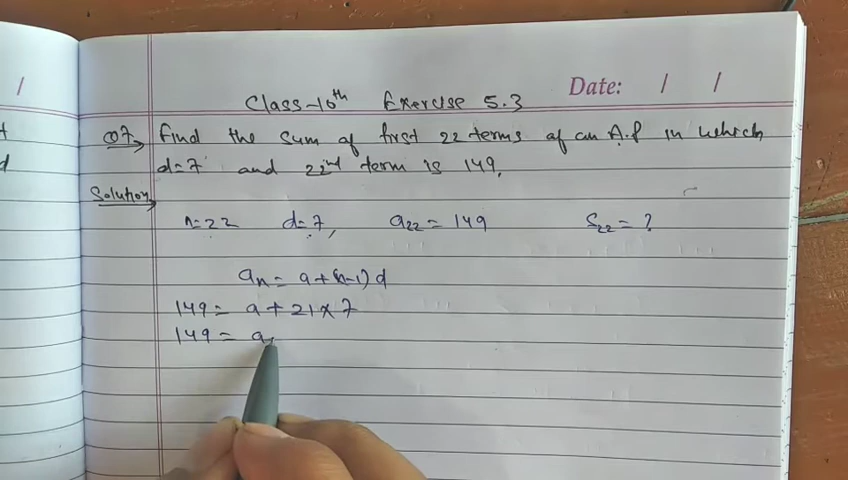 Class-10th Exercise 5.3
Date: / /
Q7 Find the sum of first 22 terms of an A.P in which
d=7 and 22nd term is 149.
Solution
n=22 d=7, a22 = 149 S22 = ?
an = a+(n-1) d
149 = a + 21 x 7
149 = a